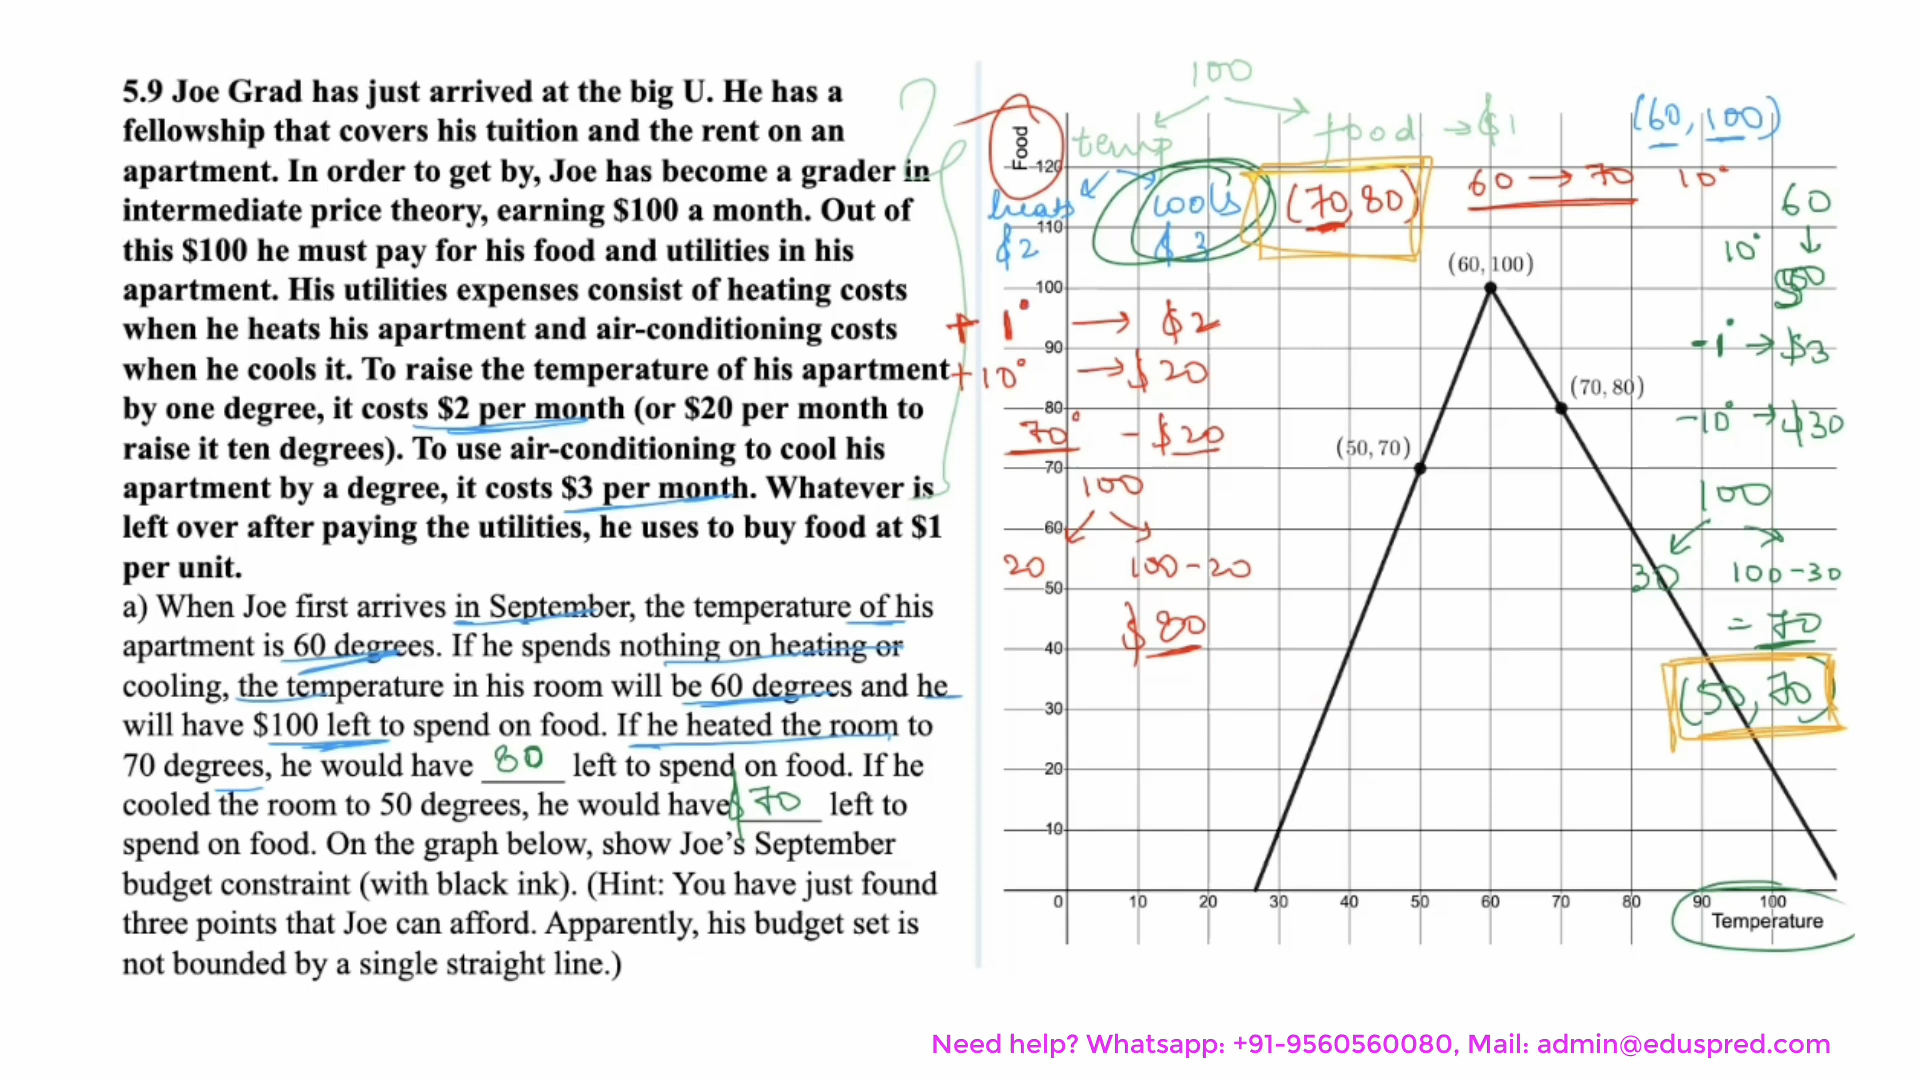 5.9 Joe Grad has just arrived at the big U. He has a
fellowship that covers his tuition and the rent on an
apartment. In order to get by, Joe has become a grader in
intermediate price theory, earning $100 a month. Out of
this $100 he must pay for his food and utilities in his
apartment. His utilities expenses consist of heating costs
when he heats his apartment and air-conditioning costs
when he cools it. To raise the temperature of his apartment
by one degree, it costs $2 per month (or $20 per month to
raise it ten degrees). To use air-conditioning to cool his
apartment by a degree, it costs $3 per month. Whatever is
left over after paying the utilities, he uses to buy food at $1
per unit.
a) When Joe first arrives in September, the temperature of his
apartment is 60 degrees. If he spends nothing on heating or
cooling, the temperature in his room will be 60 degrees and he
will have $100 left to spend on food. If he heated the room to
70 degrees, he would have 80 left to spend on food. If he
cooled the room to 50 degrees, he would have $70 left to
spend on food. On the graph below, show Joe's September
budget constraint (with black ink). (Hint: You have just found
three points that Joe can afford. Apparently, his budget set is
not bounded by a single straight line.)
100
temp food → $1
(60, 100)
Food
heats cools
$2 $3
(70, 80)
60 → 70 10°
60
10° ↓
50
+ 1° → $2
+10° → $20
70° - $20
100
20 100-20
$80
-1° → $3
-10° → $30
100
30 100-30
= 70
(50, 70)
(60, 100)
(70, 80)
(50, 70)
120
110
100
90
80
70
60
50
40
30
20
10
0 10 20 30 40 50 60 70 80 90 100
Temperature
Need help? Whatsapp: +91-9560560080, Mail: admin@eduspred.com